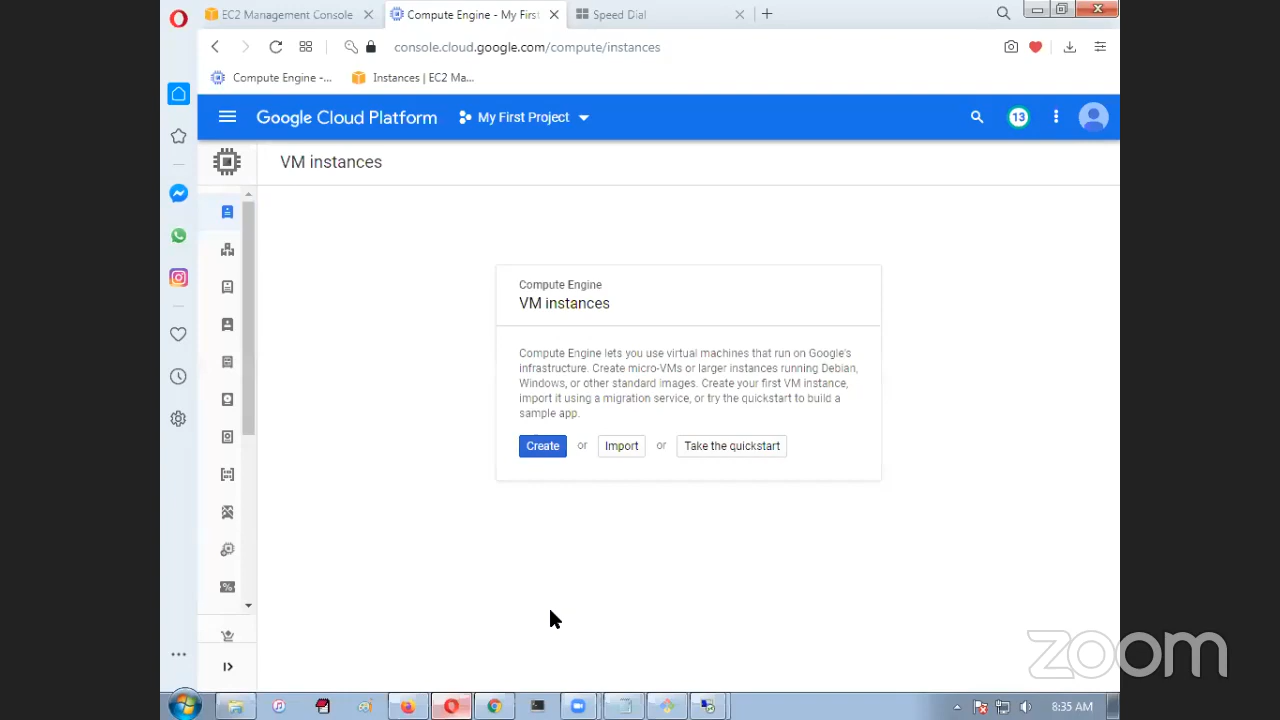 EC2 Management Console
Compute Engine - My First
Speed Dial
console.cloud.google.com/compute/instances
Compute Engine -...
Instances | EC2 Ma...
Google Cloud Platform
My First Project
13
VM instances
Compute Engine
VM instances
Compute Engine lets you use virtual machines that run on Google's
infrastructure. Create micro-VMs or larger instances running Debian,
Windows, or other standard images. Create your first VM instance,
import it using a migration service, or try the quickstart to build a
sample app.
Create or Import or Take the quickstart
zoom
8:35 AM